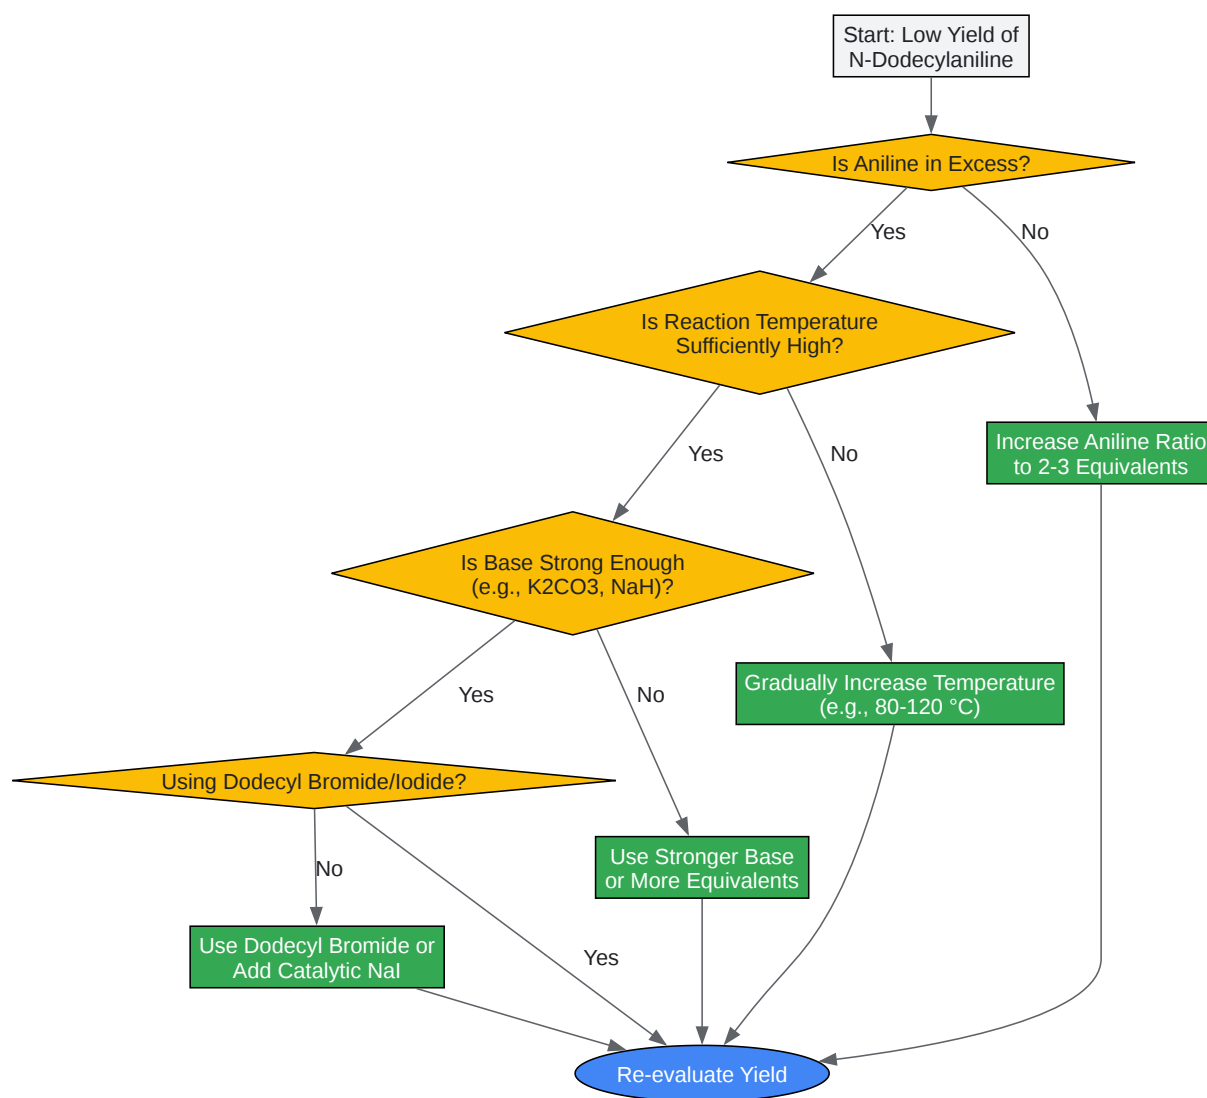 Start: Low Yield of
N-Dodecylaniline
Is Aniline in Excess?
Yes
No
Is Reaction Temperature
Sufficiently High?
Increase Aniline Ratio
to 2-3 Equivalents
Yes
No
Is Base Strong Enough
(e.g., K2CO3, NaH)?
Gradually Increase Temperature
(e.g., 80-120 °C)
Yes
No
Using Dodecyl Bromide/Iodide?
Use Stronger Base
or More Equivalents
No
Use Dodecyl Bromide or
Add Catalytic NaI
Yes
Re-evaluate Yield